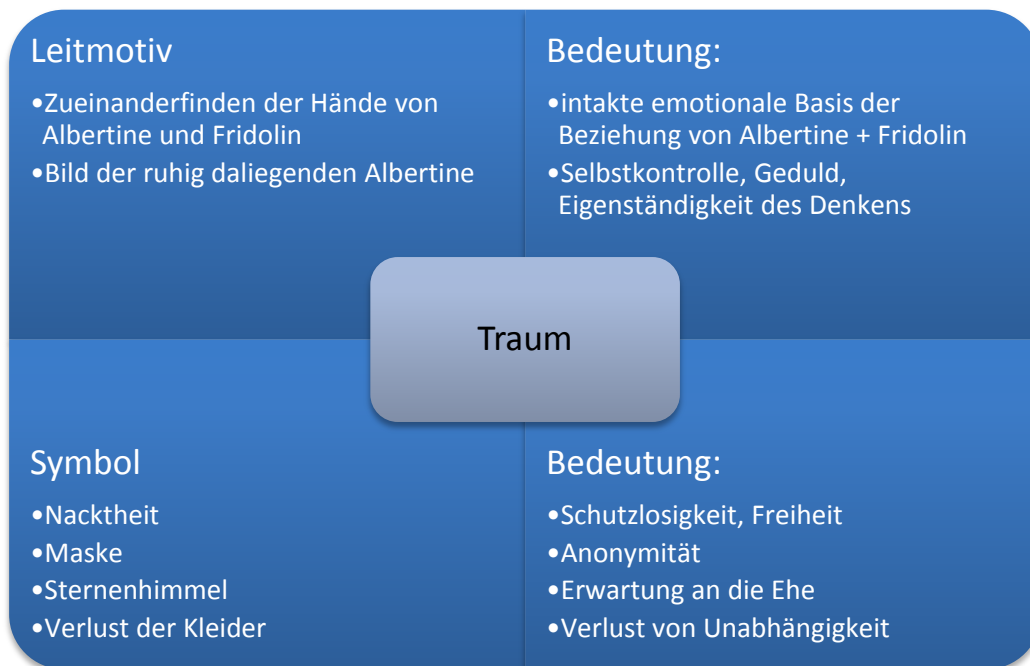 Leitmotiv
•Zueinanderfinden der Hände von
Albertine und Fridolin
•Bild der ruhig daliegenden Albertine
Bedeutung:
•intakte emotionale Basis der
Beziehung von Albertine + Fridolin
•Selbstkontrolle, Geduld,
Eigenständigkeit des Denkens
Traum
Symbol
•Nacktheit
•Maske
•Sternenhimmel
•Verlust der Kleider
Bedeutung:
•Schutzlosigkeit, Freiheit
•Anonymität
•Erwartung an die Ehe
•Verlust von Unabhängigkeit